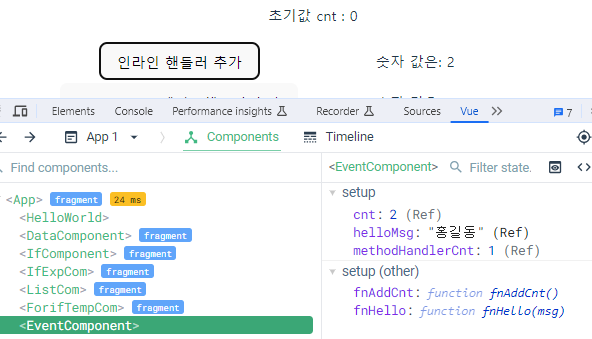 초기값 cnt : 0
인라인 핸들러 추가
숫자 값은: 2
Elements Console Performance insights Recorder Sources Vue 7
App 1 Components Timeline
Find components...
<EventComponent> Filter state.
<App> fragment 24 ms
<HelloWorld>
<DataComponent> fragment
<IfComponent> fragment
<IfExpCom> fragment
<ListCom> fragment
<ForifTempCom> fragment
<EventComponent>
setup
cnt: 2 (Ref)
helloMsg: "홍길동" (Ref)
methodHandlerCnt: 1 (Ref)
setup (other)
fnAddCnt: function fnAddCnt()
fnHello: function fnHello(msg)